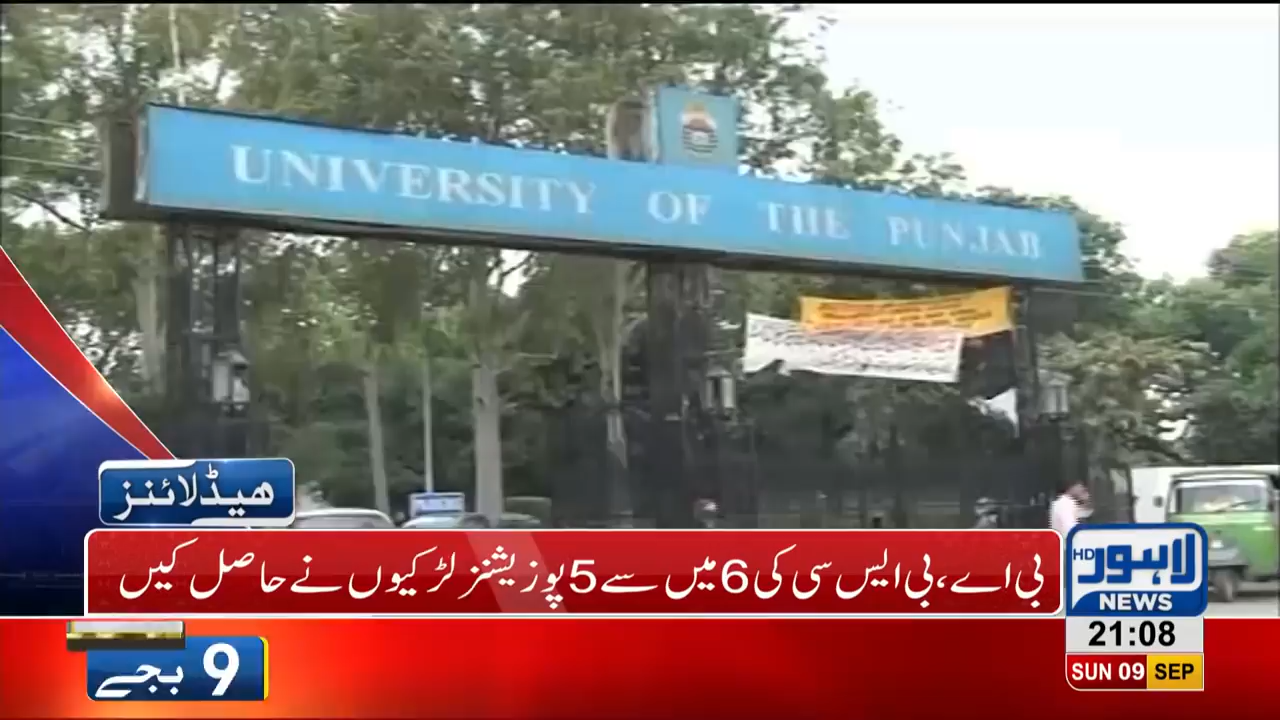 UNIVERSITY OF THE PUNJAB
ھیڈلائنز
بی اے، بی ایس سی کی 6 میں سے 5 پوزیشنز لڑکیوں نے حاصل کیں
HD لاہور
NEWS
21:08
SUN 09 SEP
9 بجے